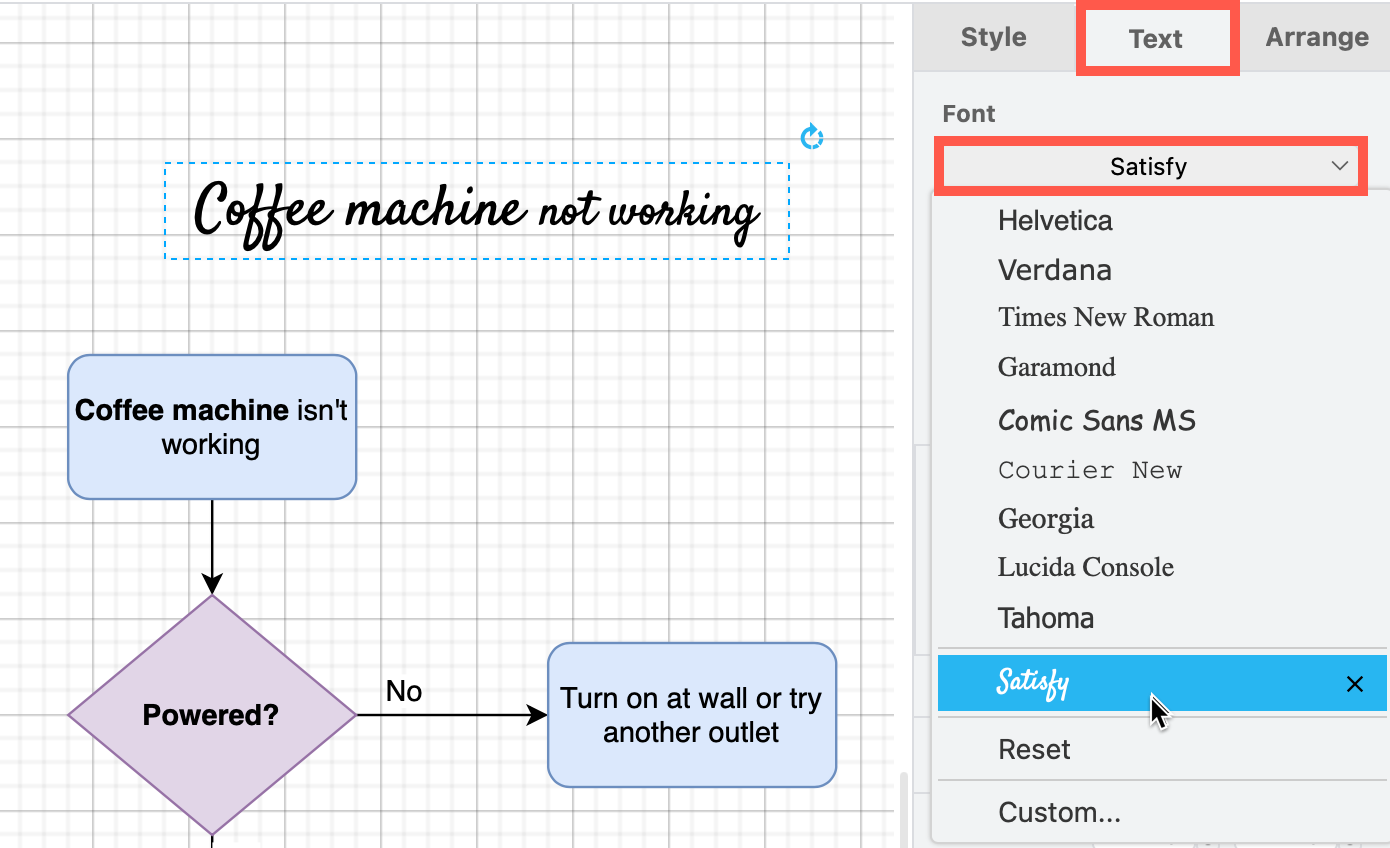 Style
Text
Arrange
Font
Satisfy
Coffee machine not working
Helvetica
Verdana
Times New Roman
Garamond
Comic Sans MS
Courier New
Georgia
Lucida Console
Tahoma
Satisfy
Reset
Custom...
Coffee machine isn't
working
Powered?
No
Turn on at wall or try
another outlet